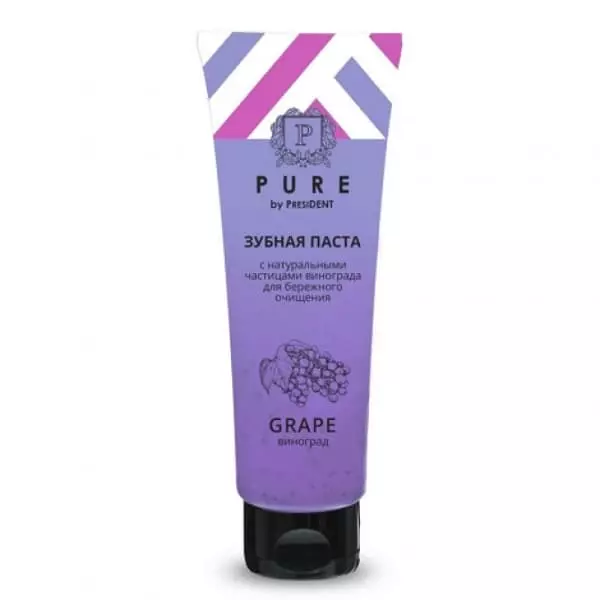 P
PURE
by PRESIDENT
ЗУБНАЯ ПАСТА
с натуральными
частицами винограда
для бережного
очищения
GRAPE
виноград